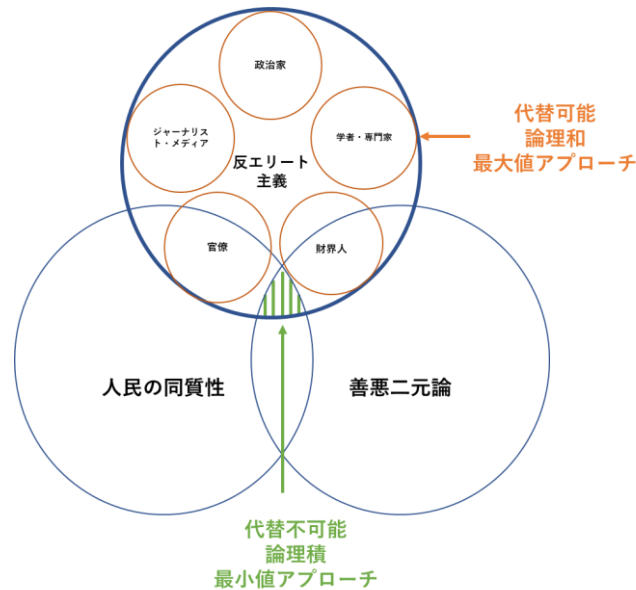 政治家
ジャーナリス
ト・メディア
学者・専門家
反エリート
主義
官僚
財界人
代替可能
論理和
最大値アプローチ
人民の同質性
善悪二元論
代替不可能
論理積
最小値アプローチ